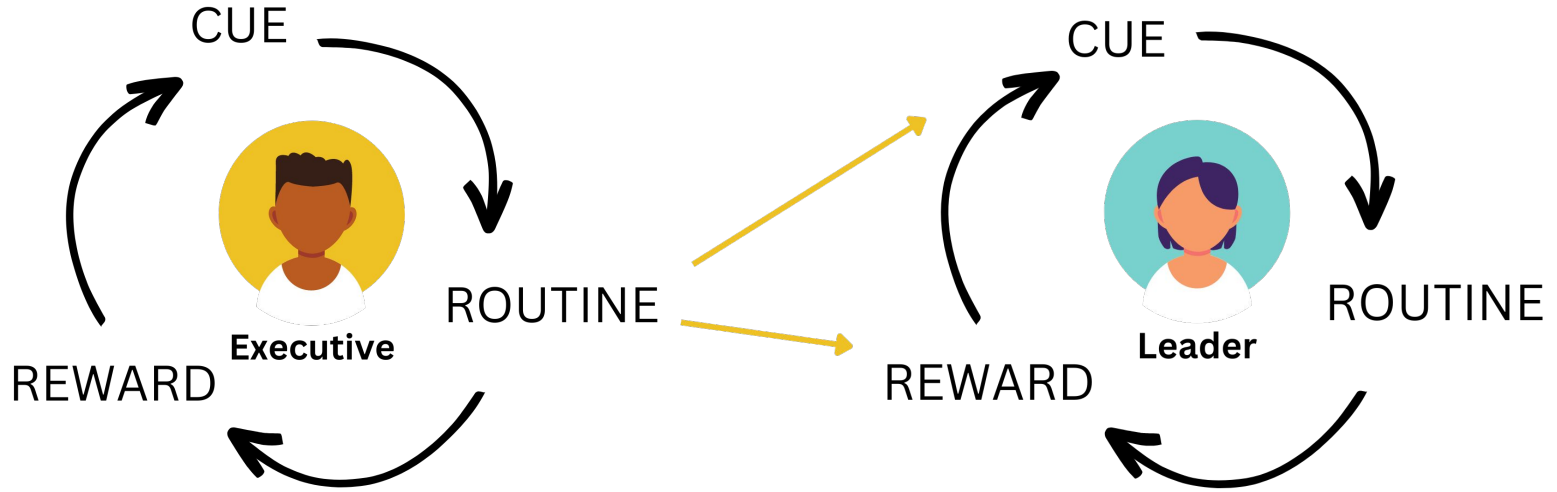 CUE
ROUTINE
Executive
REWARD
CUE
ROUTINE
Leader
REWARD